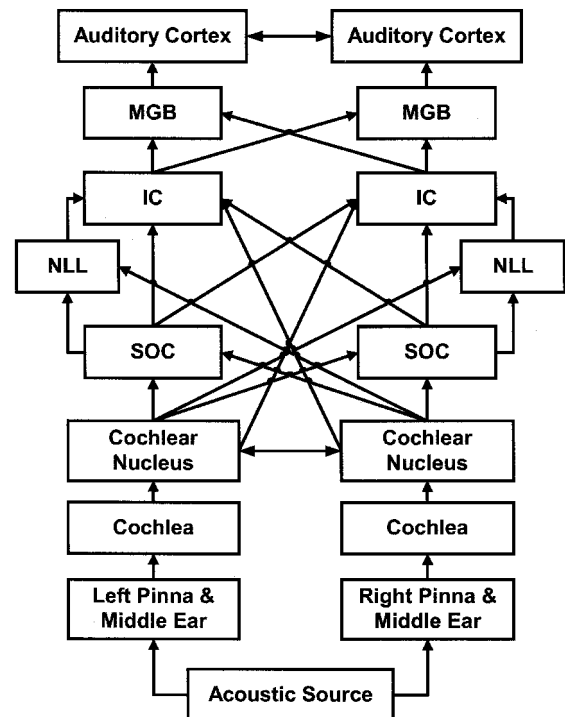 Auditory Cortex
Auditory Cortex
MGB
MGB
IC
IC
NLL
NLL
SOC
SOC
Cochlear
Nucleus
Cochlear
Nucleus
Cochlea
Cochlea
Left Pinna &
Middle Ear
Right Pinna &
Middle Ear
Acoustic Source